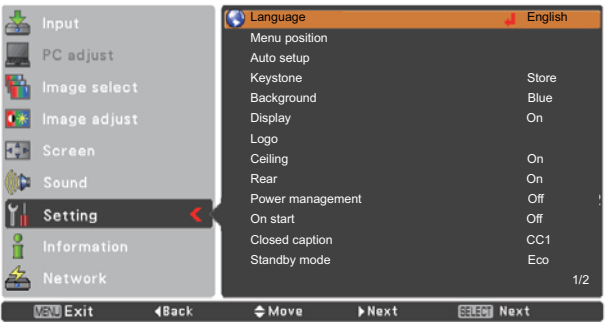 Input
PC adjust
Image select
Image adjust
Screen
Sound
Setting
Information
Network
Language English
Menu position
Auto setup
Keystone Store
Background Blue
Display On
Logo
Ceiling On
Rear On
Power management Off
On start Off
Closed caption CC1
Standby mode Eco
1/2
MENU Exit Back Move Next SELECT Next